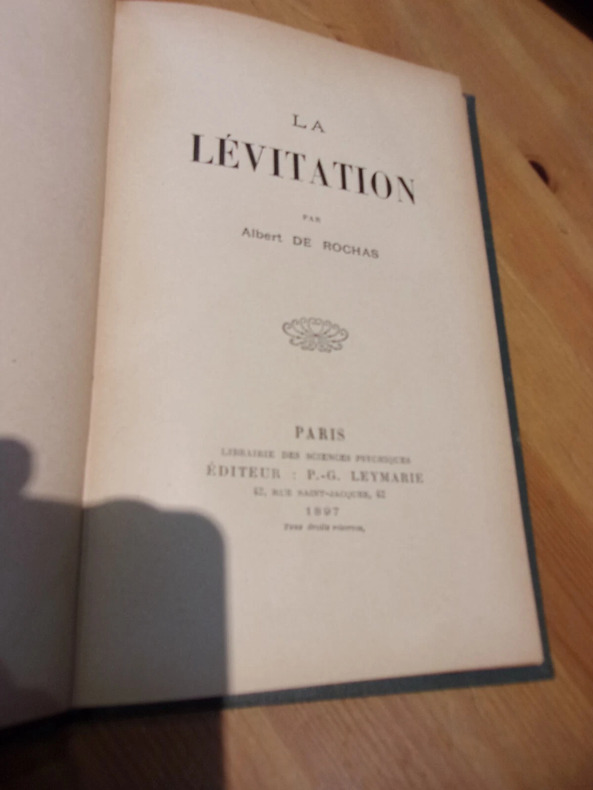 LA
LÉVITATION
PAR
Albert DE ROCHAS
PARIS
LIBRAIRIE DES SCIENCES PSYCHIQUES
ÉDITEUR : P.-G. LEYMARIE
42, RUE SAINT-JACQUES, 42
1897
Tous droits réservés.